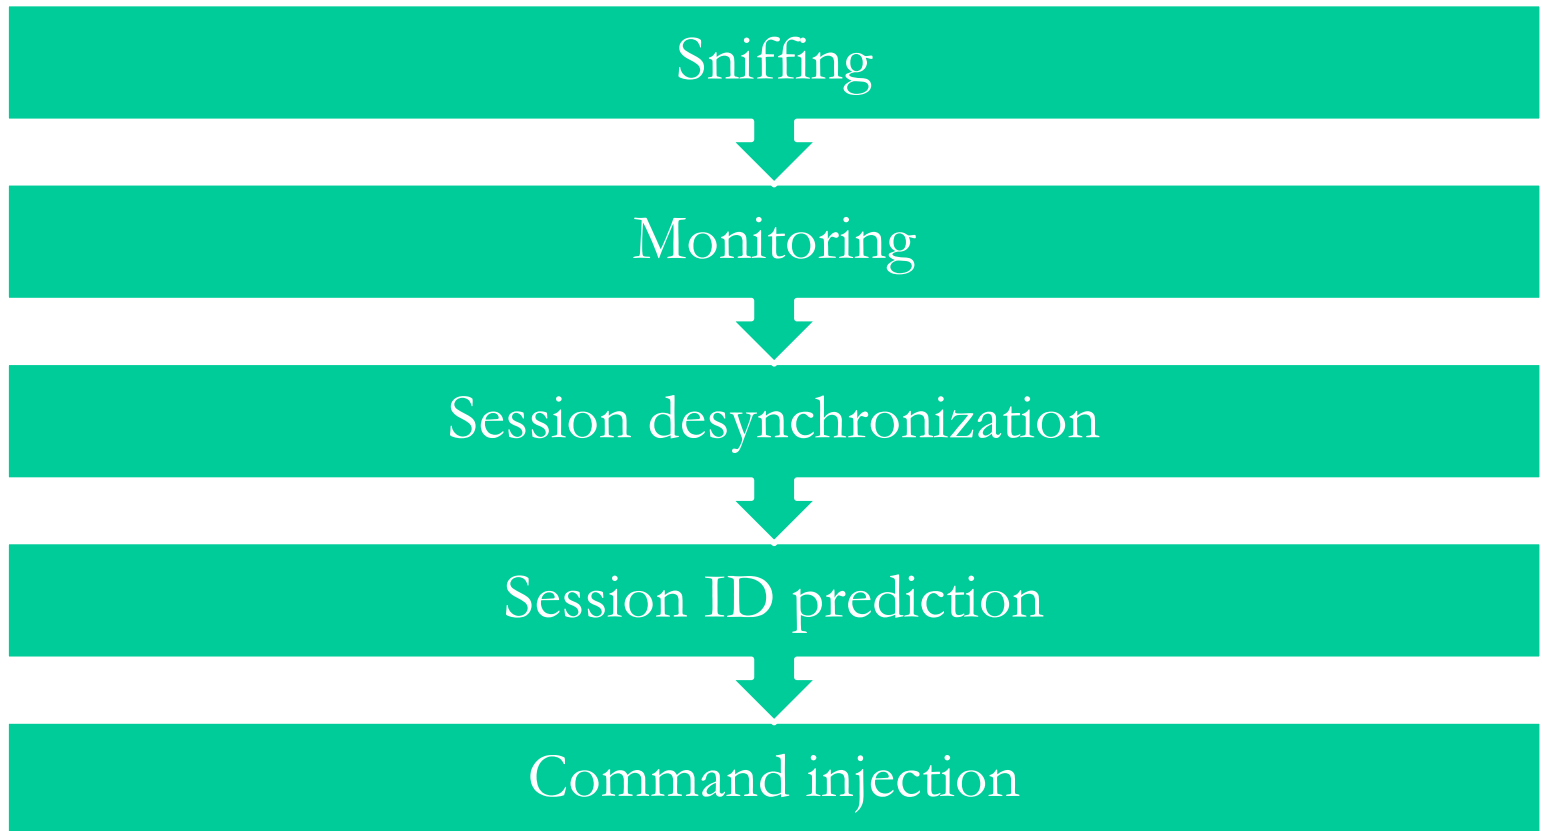 Sniffing
Monitoring
Session desynchronization
Session ID prediction
Command injection